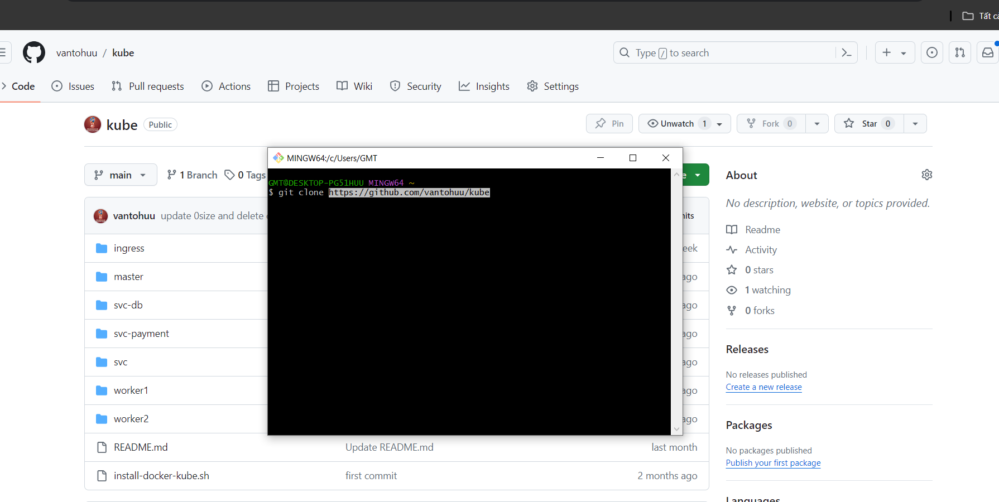 Tất
vantohuu / kube
Type / to search
Code Issues Pull requests Actions Projects Wiki Security Insights Settings
kube Public
Pin Unwatch 1 Fork 0 Star 0
main 1 Branch 0 Tags
MINGW64:/c/Users/GMT
GMT@DESKTOP-PG51HUU MINGW64 ~
$ git clone https://github.com/vantohuu/kube
vantohuu update 0size and delete
ingress
master ago
svc-db ago
svc-payment ago
svc ago
worker1 ago
worker2 ago
README.md Update README.md last month
install-docker-kube.sh first commit 2 months ago
About
No description, website, or topics provided.
Readme
Activity
0 stars
1 watching
0 forks
Releases
No releases published
Create a new release
Packages
No packages published
Publish your first package
Languages